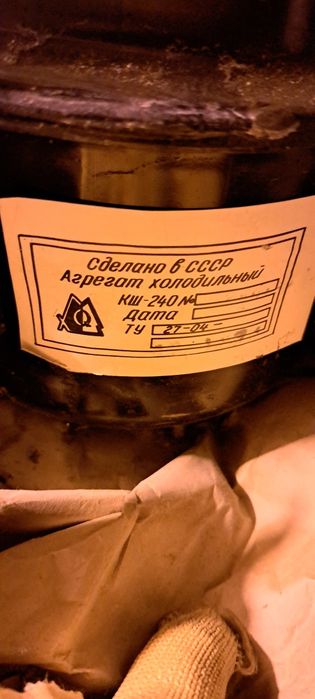 Сделано в СССР
Агрегат холодильный
КШ-240 №
Дата
ТУ 27-04-